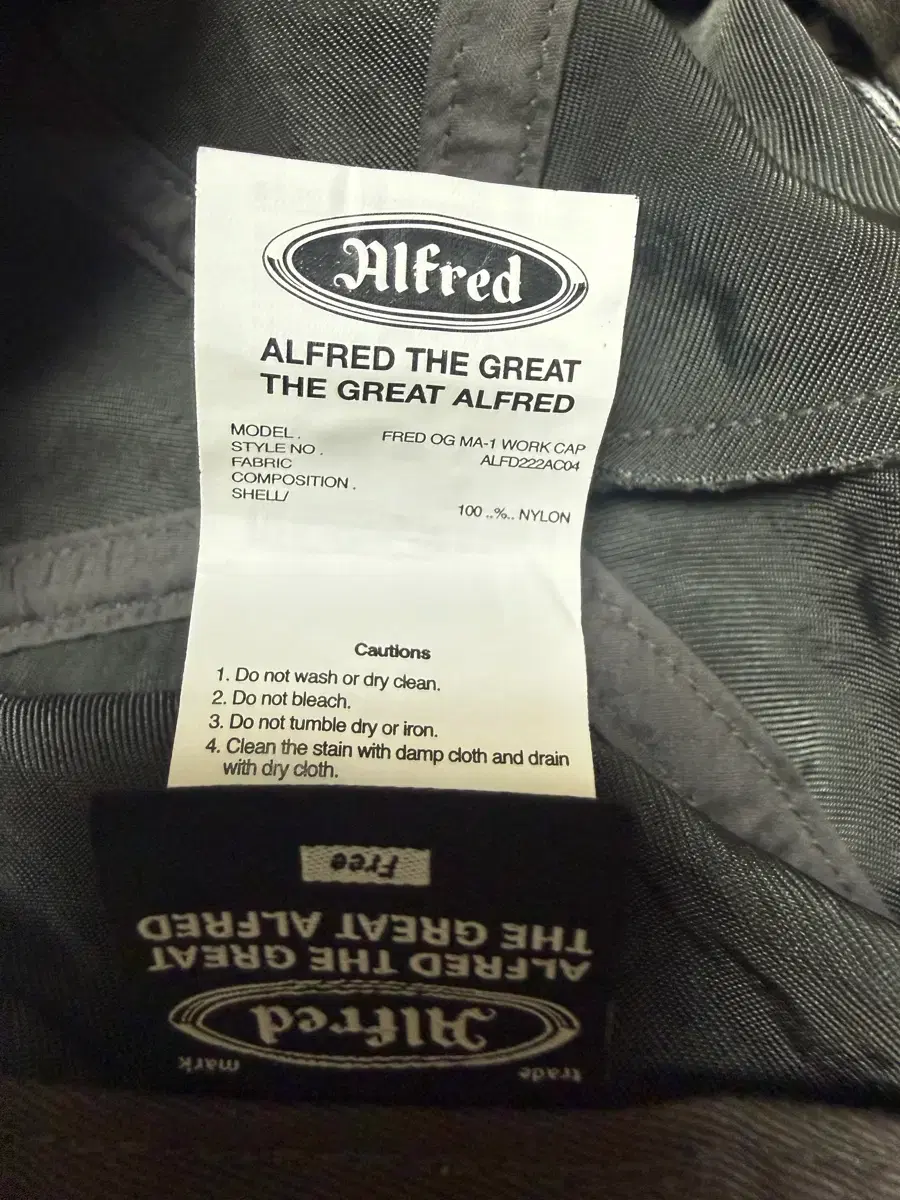 Alfred
ALFRED THE GREAT
THE GREAT ALFRED
MODEL. FRED OG MA-1 WORK CAP
STYLE NO. ALFD222AC04
FABRIC
COMPOSITION.
SHELL/
100..%.. NYLON
Cautions
1. Do not wash or dry clean.
2. Do not bleach.
3. Do not tumble dry or iron.
4. Clean the stain with damp cloth and drain
with dry cloth.
trade mark
Alfred
ALFRED THE GREAT
THE GREAT ALFRED
Free